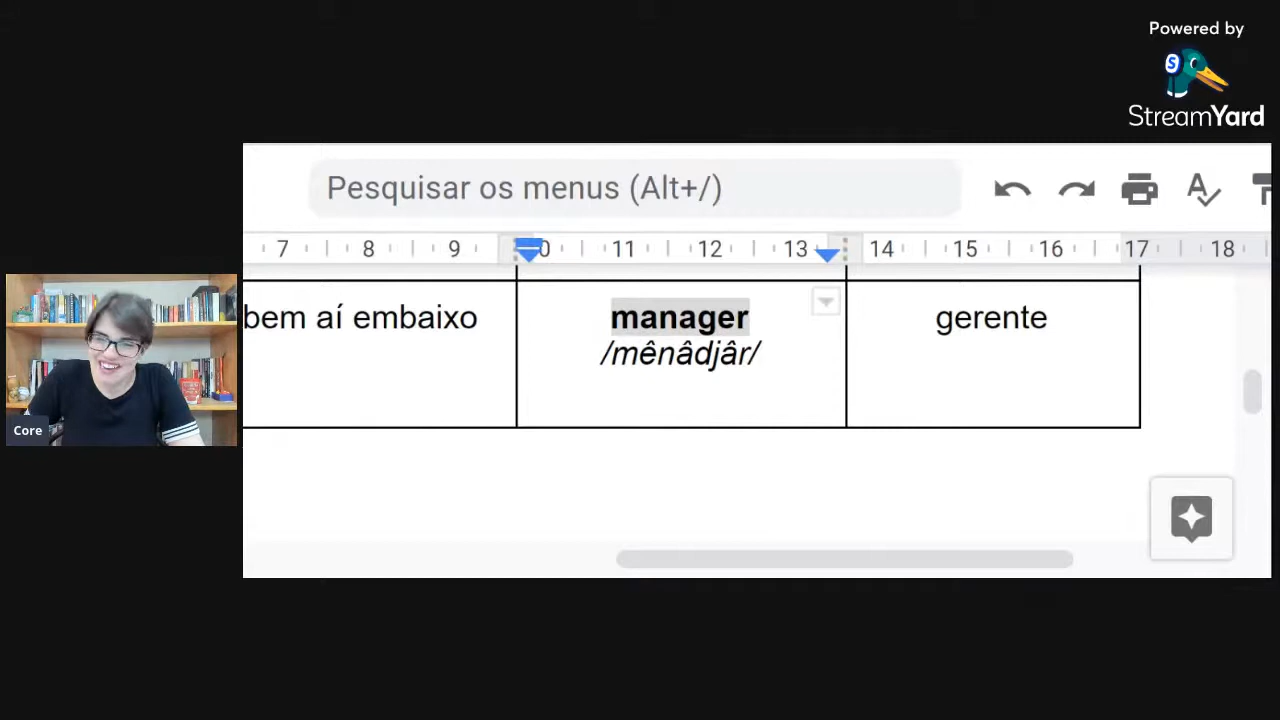 Powered by
StreamYard
Pesquisar os menus (Alt+/)
7 8 9 0 11 12 13 14 15 16 17 18
bem aí embaixo
manager
/mênâdjâr/
gerente
Core